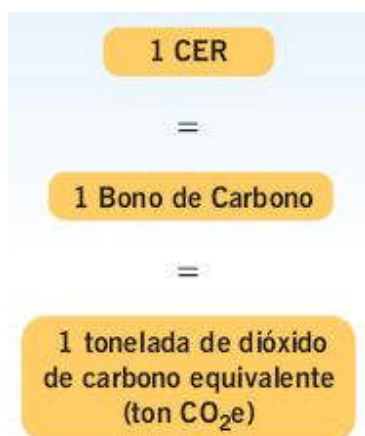 1 CER
=
1 Bono de Carbono
=
1 tonelada de dióxido
de carbono equivalente
(ton CO₂e)